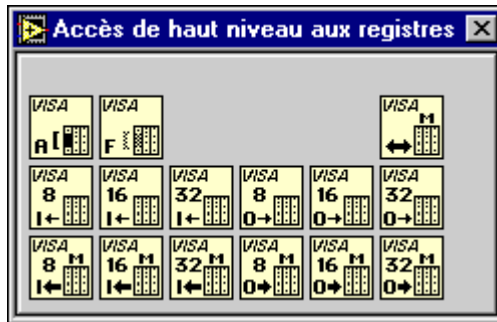 Accès de haut niveau aux registres
VISA VISA VISA
A F M
VISA VISA VISA VISA VISA VISA
8 16 32 8 16 32
I← I← I← O→ O→ O→
VISA VISA VISA VISA VISA VISA
8 M 16 M 32 M 8 M 16 M 32 M
I← I← I← O→ O→ O→